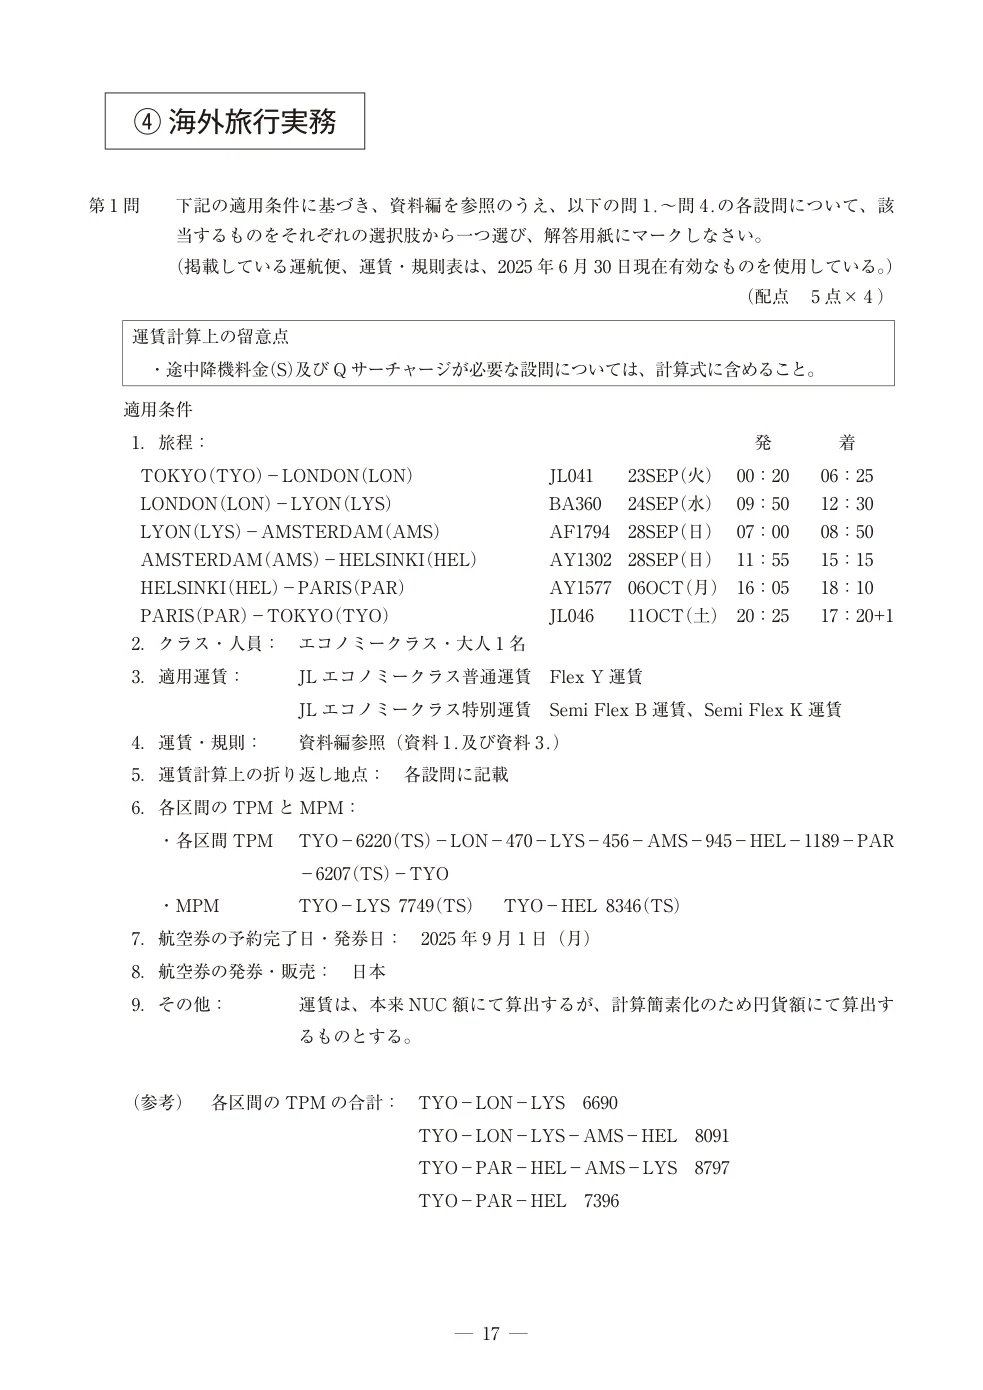 ④ 海外旅行実務
第1問 下記の適用条件に基づき、資料編を参照のうえ、以下の問1.～問4.の各設問について、該
当するものをそれぞれの選択肢から一つ選び、解答用紙にマークしなさい。
（掲載している運航便、運賃・規則表は、2025年6月30日現在有効なものを使用している。）
（配点 5点×4）
運賃計算上の留意点
・途中降機料金(S)及びQサーチャージが必要な設問については、計算式に含めること。
適用条件
1. 旅程： 発 着
TOKYO(TYO)－LONDON(LON) JL041 23SEP(火) 00：20 06：25
LONDON(LON)－LYON(LYS) BA360 24SEP(水) 09：50 12：30
LYON(LYS)－AMSTERDAM(AMS) AF1794 28SEP(日) 07：00 08：50
AMSTERDAM(AMS)－HELSINKI(HEL) AY1302 28SEP(日) 11：55 15：15
HELSINKI(HEL)－PARIS(PAR) AY1577 06OCT(月) 16：05 18：10
PARIS(PAR)－TOKYO(TYO) JL046 11OCT(土) 20：25 17：20+1
2. クラス・人員： エコノミークラス・大人1名
3. 適用運賃： JLエコノミークラス普通運賃 Flex Y運賃
JLエコノミークラス特別運賃 Semi Flex B運賃、Semi Flex K運賃
4. 運賃・規則： 資料編参照（資料1.及び資料3.）
5. 運賃計算上の折り返し地点： 各設問に記載
6. 各区間のTPMとMPM：
・各区間TPM TYO－6220(TS)－LON－470－LYS－456－AMS－945－HEL－1189－PAR
－6207(TS)－TYO
・MPM TYO－LYS 7749(TS) TYO－HEL 8346(TS)
7. 航空券の予約完了日・発券日： 2025年9月1日（月）
8. 航空券の発券・販売： 日本
9. その他： 運賃は、本来NUC額にて算出するが、計算簡素化のため円貨額にて算出す
るものとする。
（参考） 各区間のTPMの合計： TYO－LON－LYS 6690
TYO－LON－LYS－AMS－HEL 8091
TYO－PAR－HEL－AMS－LYS 8797
TYO－PAR－HEL 7396
― 17 ―